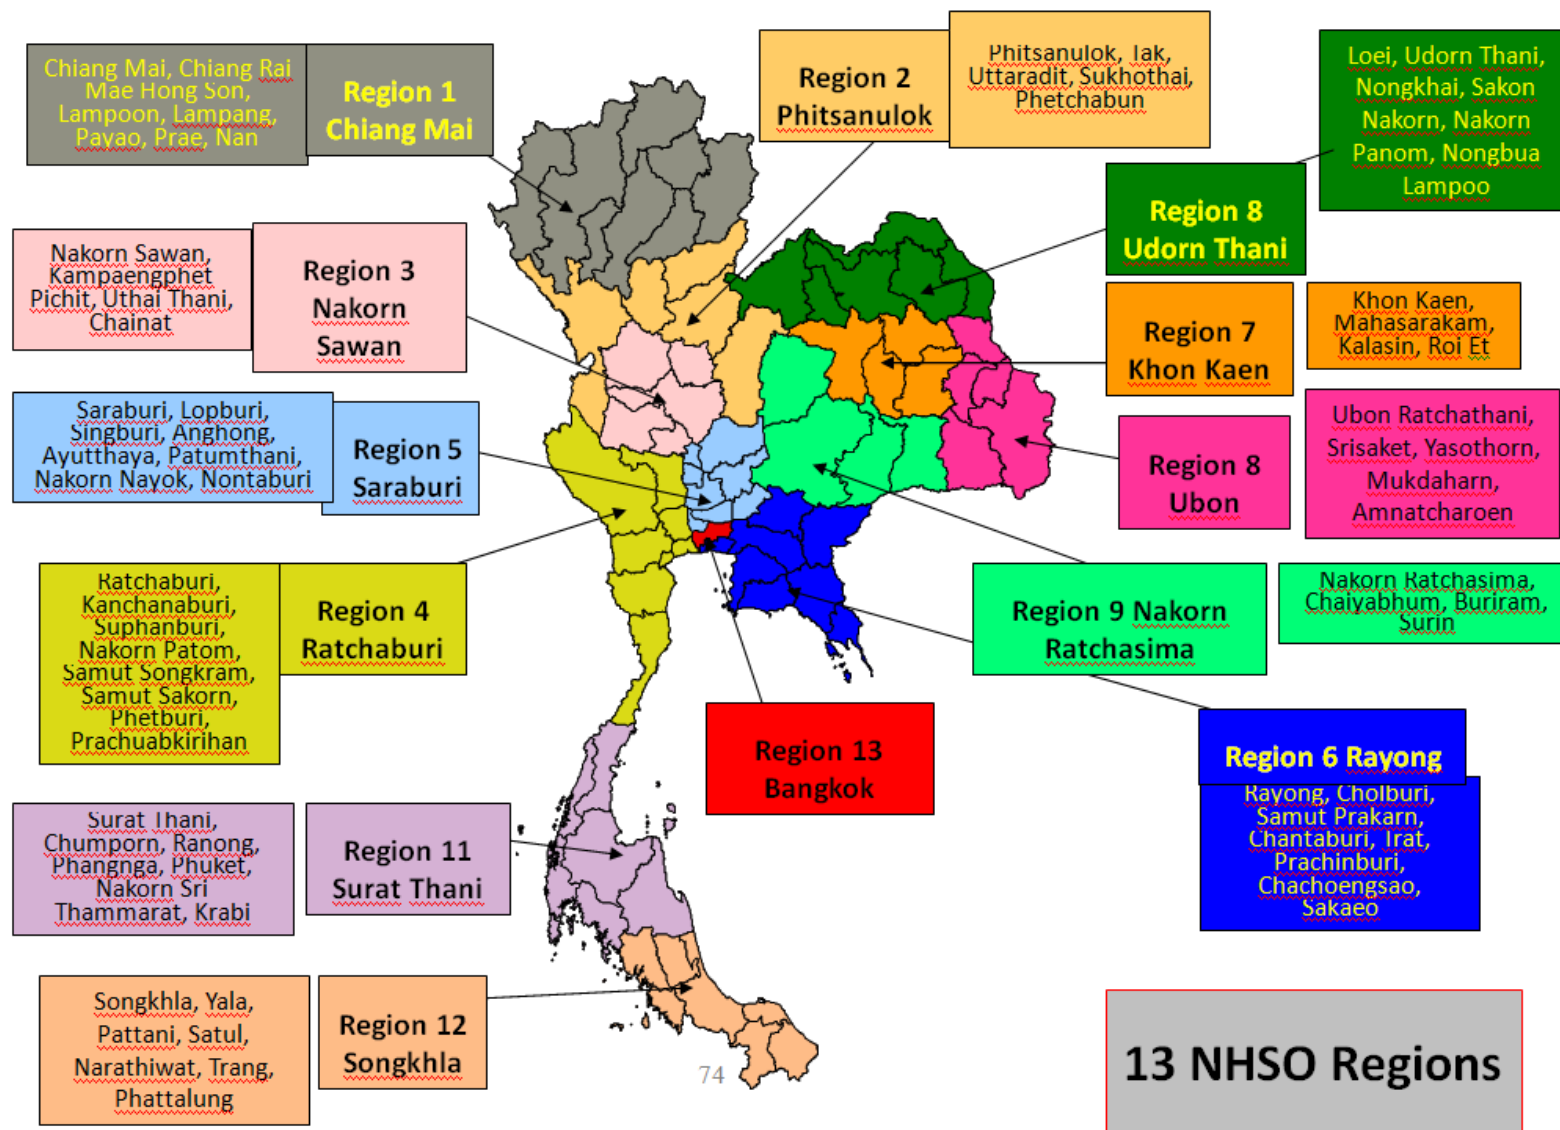 Chiang Mai, Chiang Rai
Mae Hong Son,
Lampoon, Lampang,
Payao, Prae, Nan
Region 1
Chiang Mai
Region 2
Phitsanulok
Phitsanulok, Tak,
Uttaradit, Sukhothai,
Phetchabun
Loei, Udorn Thani,
Nongkhai, Sakon
Nakorn, Nakorn
Panom, Nongbua
Lampoo
Region 8
Udorn Thani
Nakorn Sawan,
Kampaengphet
Pichit, Uthai Thani,
Chainat
Region 3
Nakorn
Sawan
Region 7
Khon Kaen
Khon Kaen,
Mahasarakam,
Kalasin, Roi Et
Saraburi, Lopburi,
Singburi, Anghong,
Ayutthaya, Patumthani,
Nakorn Nayok, Nontaburi
Region 5
Saraburi
Region 8
Ubon
Ubon Ratchathani,
Srisaket, Yasothorn,
Mukdaharn,
Amnatcharoen
Ratchaburi,
Kanchanaburi,
Suphanburi,
Nakorn Patom,
Samut Songkram,
Samut Sakorn,
Phetburi,
Prachuabkirihan
Region 4
Ratchaburi
Region 9 Nakorn
Ratchasima
Nakorn Ratchasima,
Chaiyabhum, Buriram,
Surin
Region 13
Bangkok
Region 6 Rayong
Rayong, Cholburi,
Samut Prakarn,
Chantaburi, Trat,
Prachinburi,
Chachoengsao,
Sakaeo
Surat Thani,
Chumporn, Ranong,
Phangnga, Phuket,
Nakorn Sri
Thammarat, Krabi
Region 11
Surat Thani
Songkhla, Yala,
Pattani, Satul,
Narathiwat, Trang,
Phattalung
Region 12
Songkhla
74
13 NHSO Regions